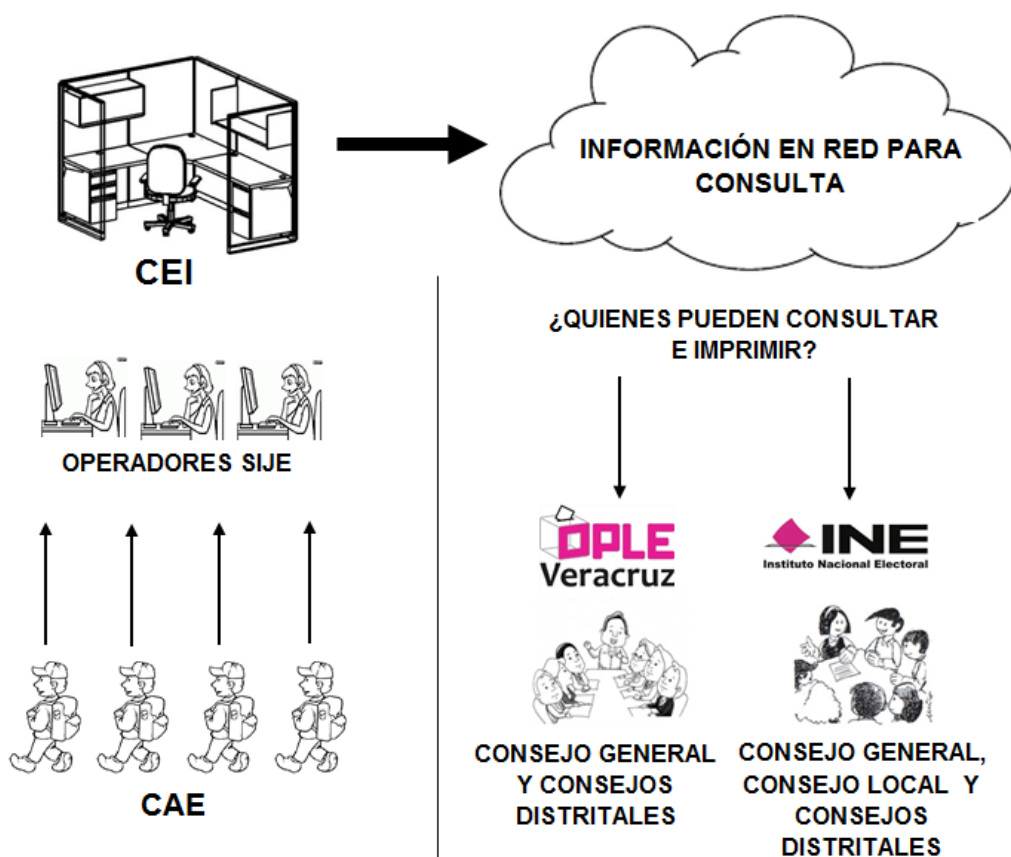 CEI
OPERADORES SIJE
CAE
INFORMACIÓN EN RED PARA
CONSULTA
¿QUIENES PUEDEN CONSULTAR
E IMPRIMIR?
OPLE
Veracruz
CONSEJO GENERAL
Y CONSEJOS
DISTRITALES
INE
Instituto Nacional Electoral
CONSEJO GENERAL,
CONSEJO LOCAL Y
CONSEJOS
DISTRITALES